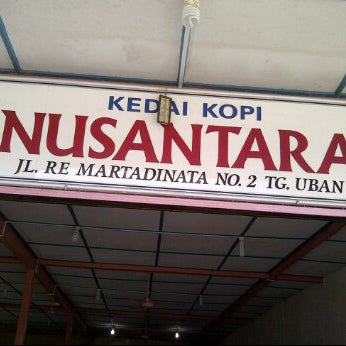 KEDAI KOPI
NUSANTARA
JL. RE MARTADINATA NO. 2 TG. UBAN